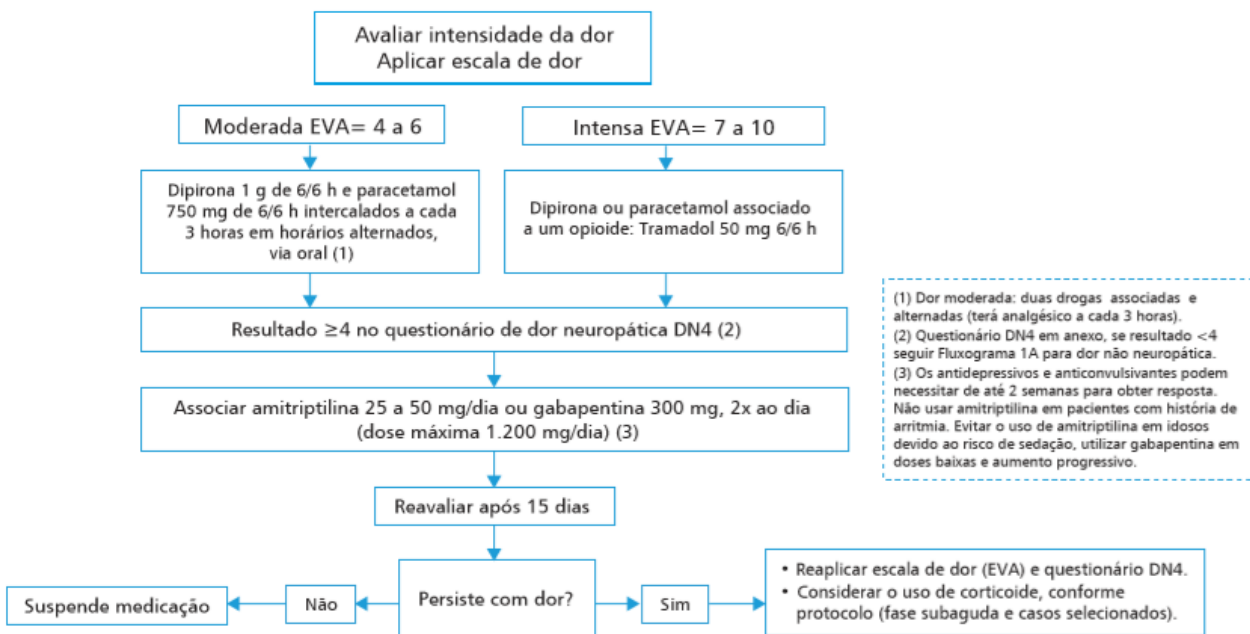 Avaliar intensidade da dor
Aplicar escala de dor
Moderada EVA= 4 a 6
Intensa EVA= 7 a 10
Dipirona 1 g de 6/6 h e paracetamol
750 mg de 6/6 h intercalados a cada
3 horas em horários alternados,
via oral (1)
Dipirona ou paracetamol associado
a um opioide: Tramadol 50 mg 6/6 h
Resultado ≥4 no questionário de dor neuropática DN4 (2)
Associar amitriptilina 25 a 50 mg/dia ou gabapentina 300 mg, 2x ao dia
(dose máxima 1.200 mg/dia) (3)
(1) Dor moderada: duas drogas associadas e
alternadas (terá analgésico a cada 3 horas).
(2) Questionário DN4 em anexo, se resultado <4
seguir Fluxograma 1A para dor não neuropática.
(3) Os antidepressivos e anticonvulsivantes podem
necessitar de até 2 semanas para obter resposta.
Não usar amitriptilina em pacientes com história de
arritmia. Evitar o uso de amitriptilina em idosos
devido ao risco de sedação, utilizar gabapentina em
doses baixas e aumento progressivo.
Reavaliar após 15 dias
Persiste com dor?
Não
Suspende medicação
Sim
• Reaplicar escala de dor (EVA) e questionário DN4.
• Considerar o uso de corticoide, conforme
protocolo (fase subaguda e casos selecionados).